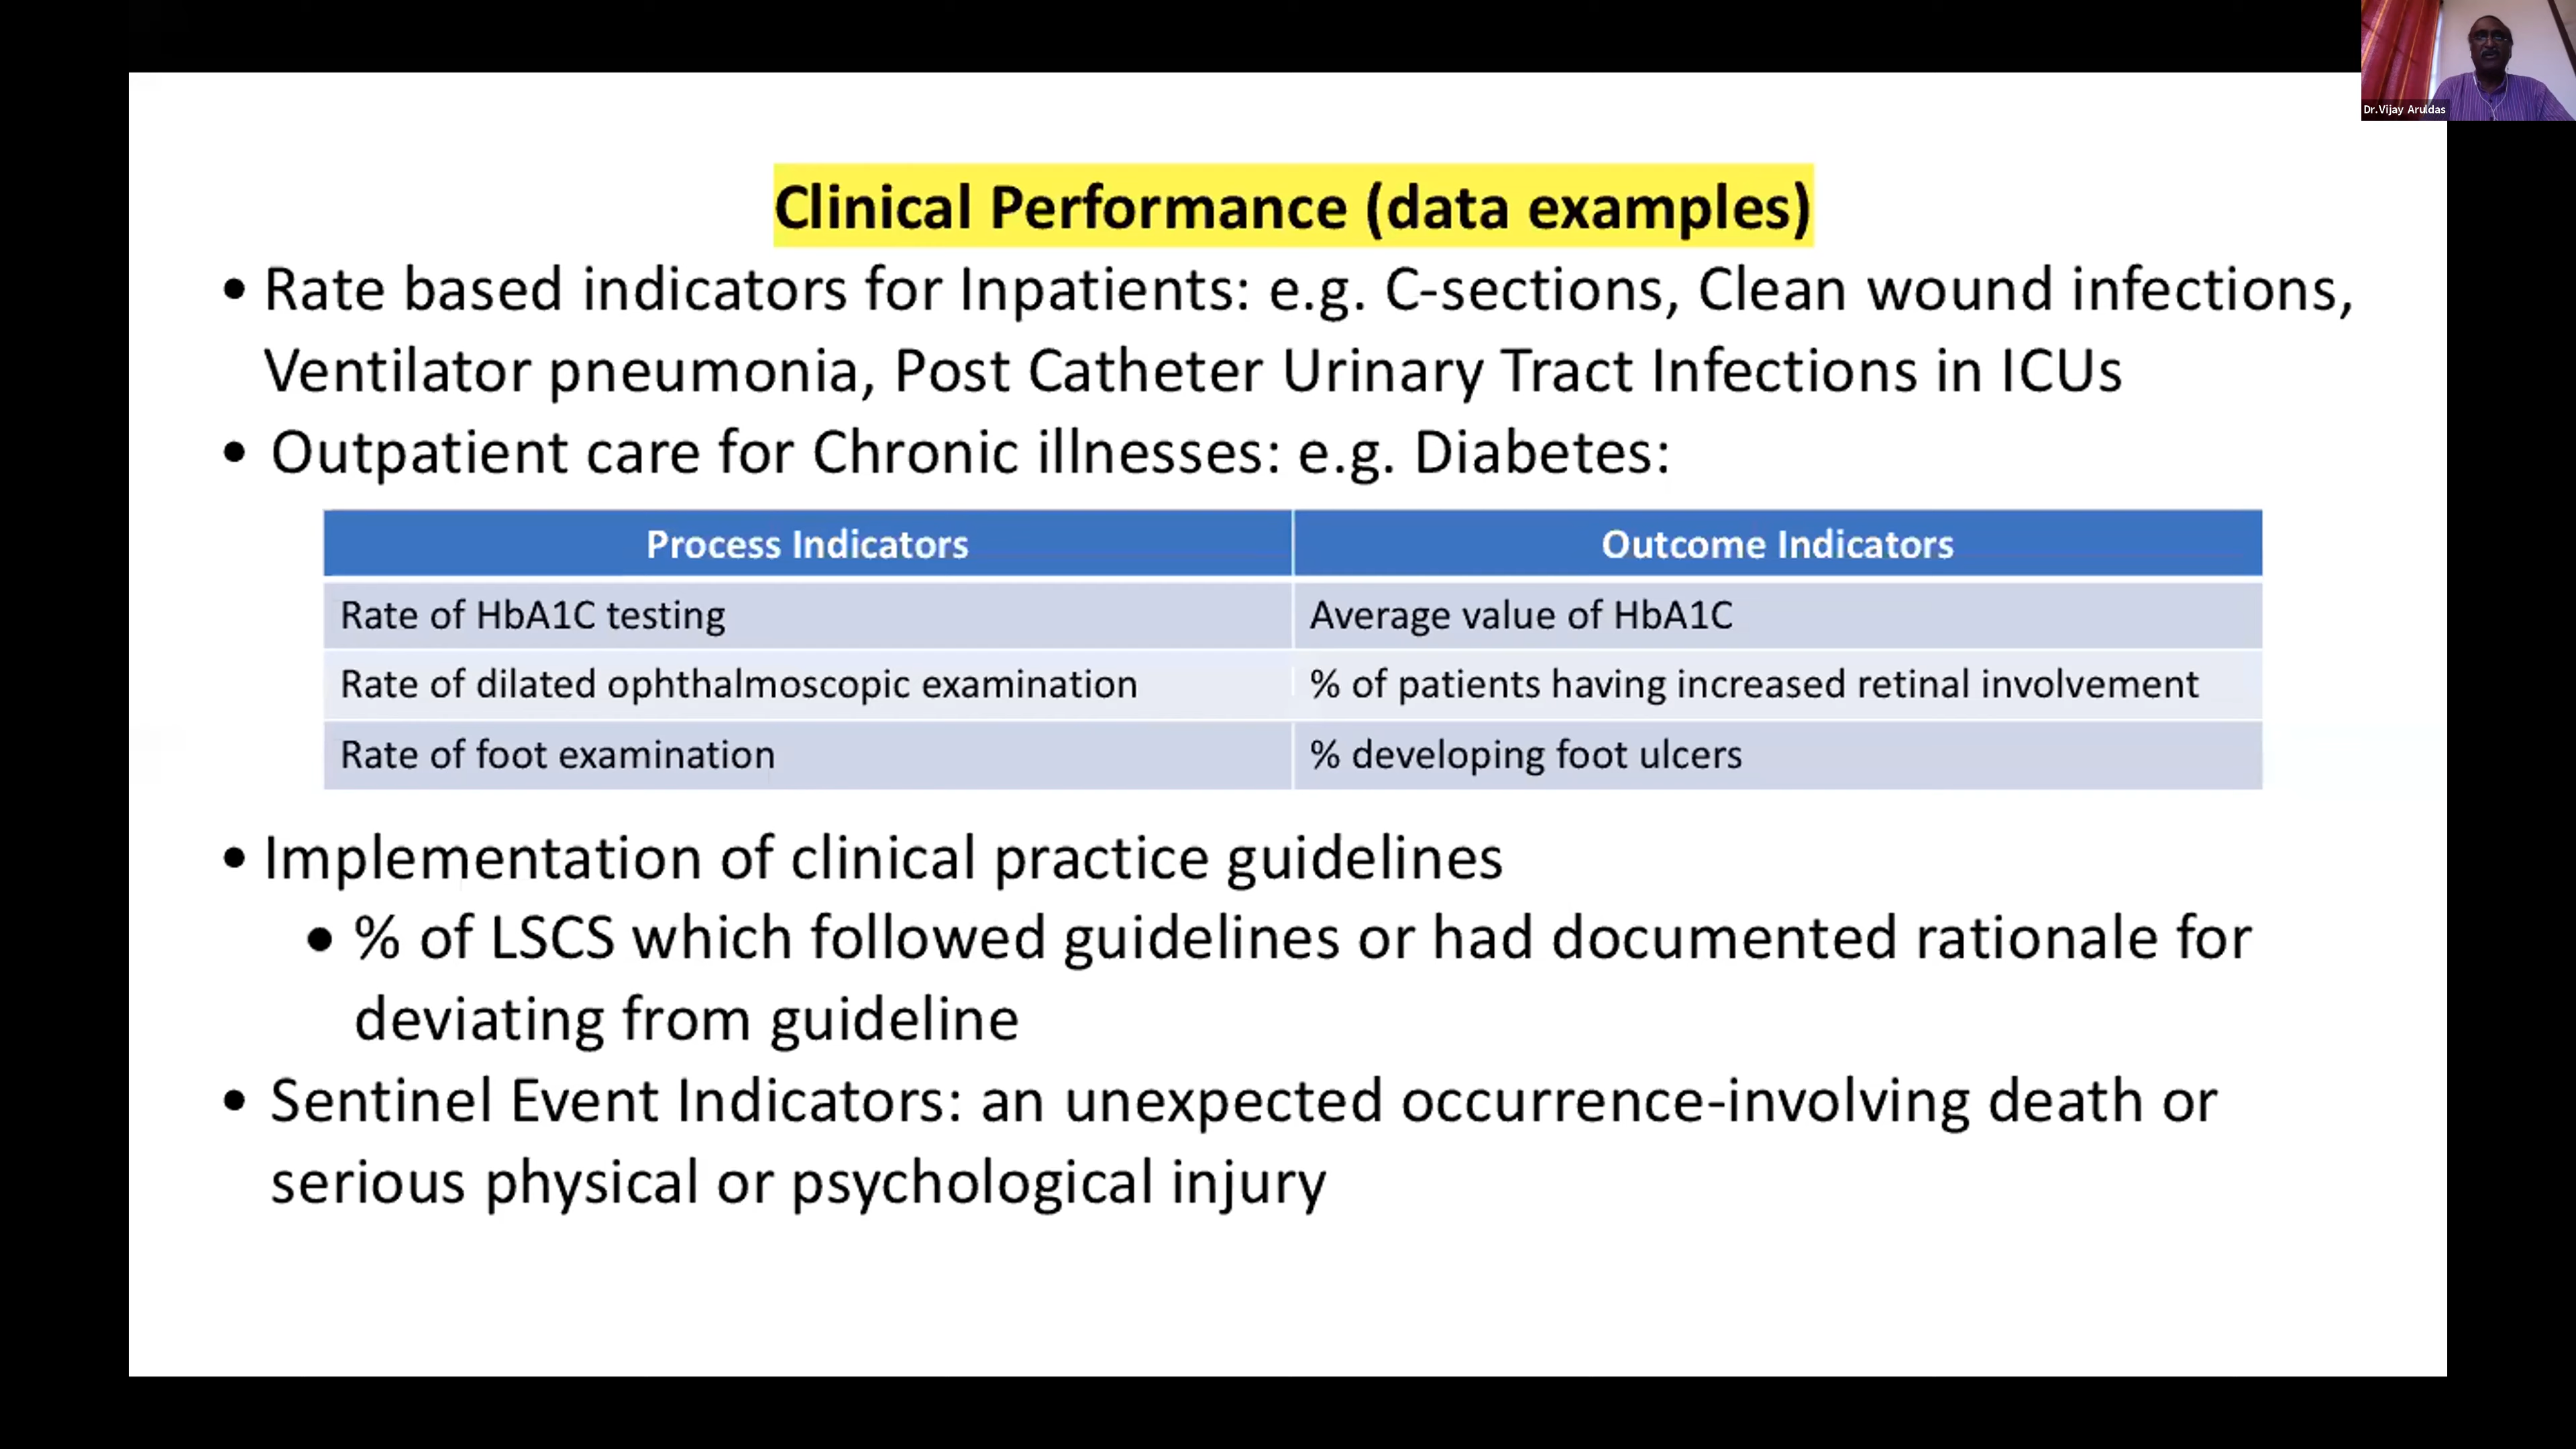 Dr.Vijay Aruldas
Clinical Performance (data examples)
• Rate based indicators for Inpatients: e.g. C-sections, Clean wound infections,
Ventilator pneumonia, Post Catheter Urinary Tract Infections in ICUs
• Outpatient care for Chronic illnesses: e.g. Diabetes:
Process Indicators Outcome Indicators
Rate of HbA1C testing Average value of HbA1C
Rate of dilated ophthalmoscopic examination % of patients having increased retinal involvement
Rate of foot examination % developing foot ulcers
• Implementation of clinical practice guidelines
• % of LSCS which followed guidelines or had documented rationale for
deviating from guideline
• Sentinel Event Indicators: an unexpected occurrence-involving death or
serious physical or psychological injury